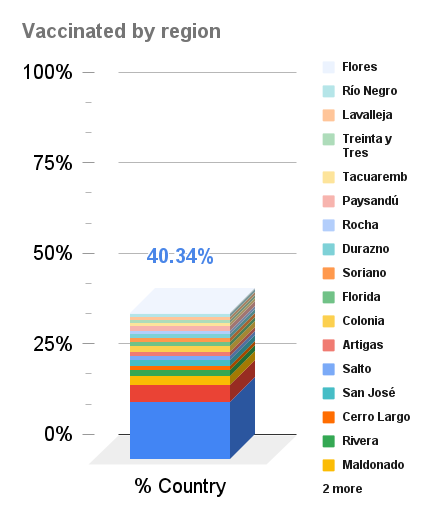 Vaccinated by region
100%
75%
50%
25%
0%
40.34%
% Country
Flores
Río Negro
Lavalleja
Treinta y
Tres
Tacuaremb
Paysandú
Rocha
Durazno
Soriano
Florida
Colonia
Artigas
Salto
San José
Cerro Largo
Rivera
Maldonado
2 more